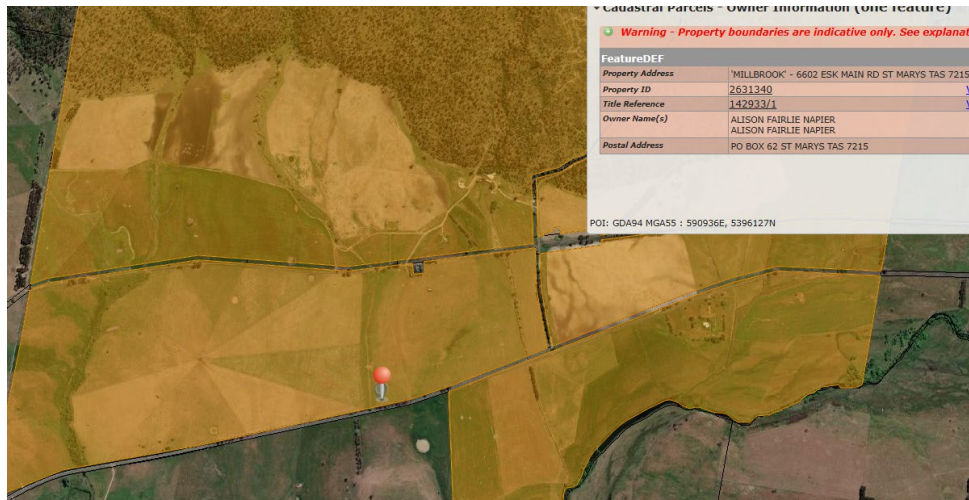 Cadastral Parcels - Owner Information (one feature)
Warning - Property boundaries are indicative only. See
FeatureDEF
Property Address 'MILLBROOK' - 6602 ESK MAIN RD ST MARYS TAS 7215
Property ID 2631340
Title Reference 142933/1
Owner Name(s) ALISON FAIRLIE NAPIER
ALISON FAIRLIE NAPIER
Postal Address PO BOX 62 ST MARYS TAS 7215
POI: GDA94 MGA55 : 590936E, 5396127N